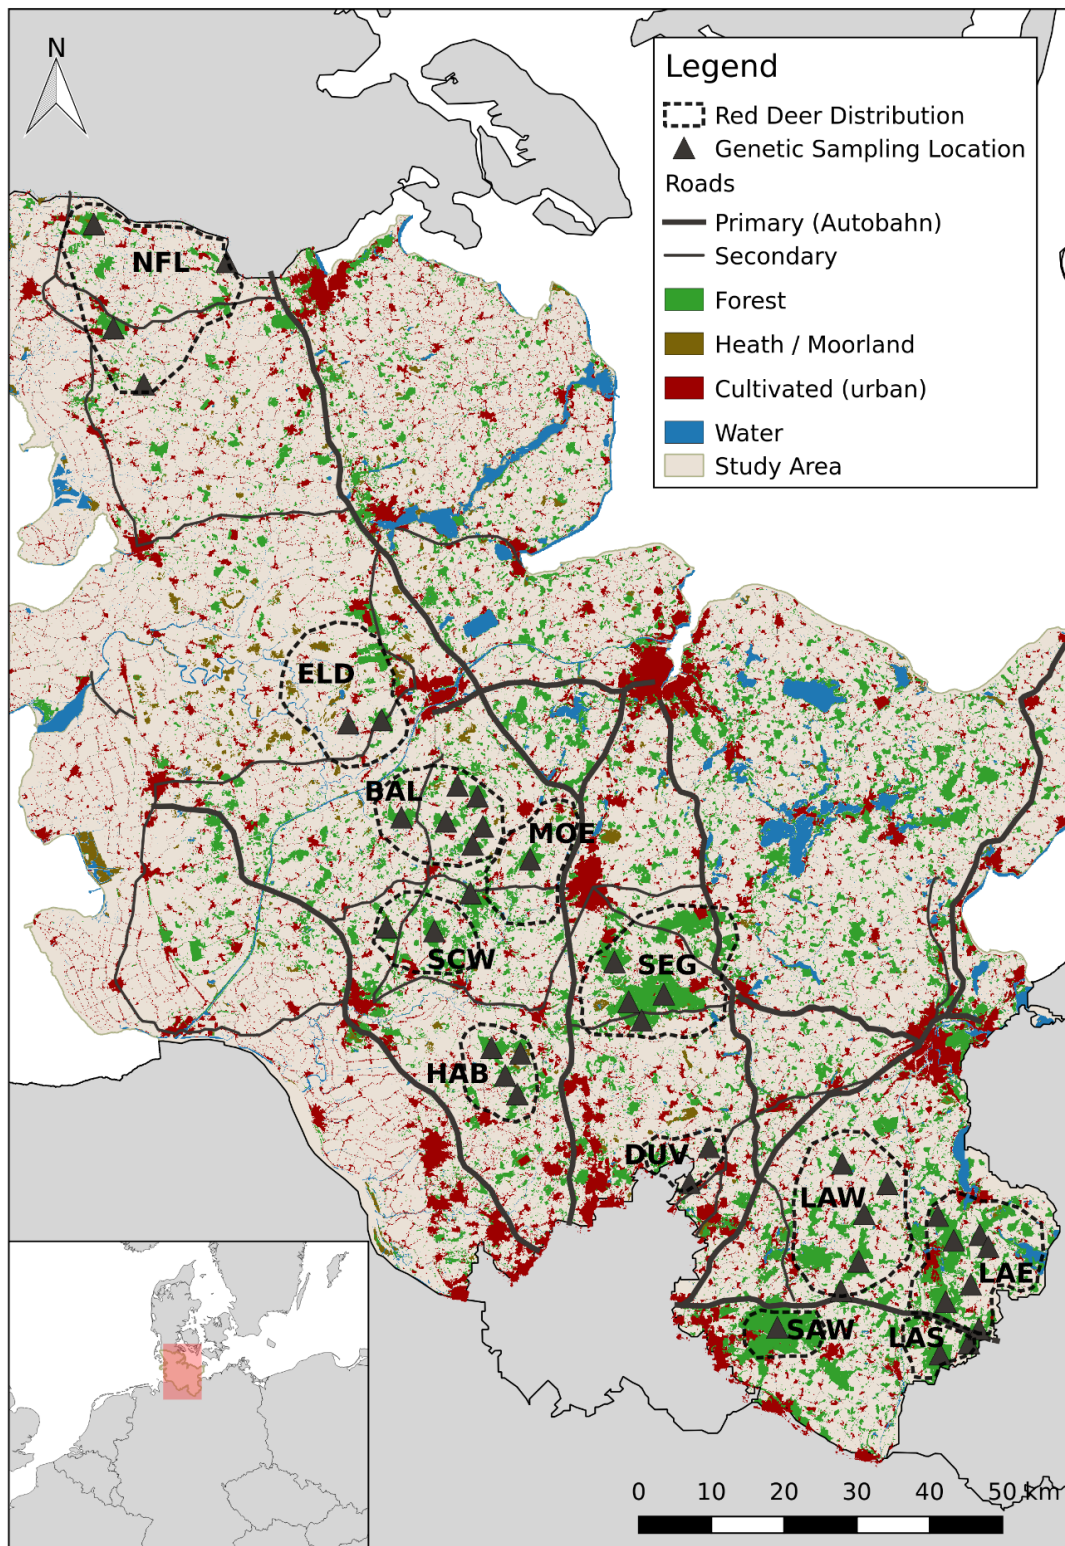 N
Legend
Red Deer Distribution
Genetic Sampling Location
Roads
Primary (Autobahn)
Secondary
Forest
Heath / Moorland
Cultivated (urban)
Water
Study Area
NFL
ELD
BAL
MOE
SCW
SEG
HAB
DUV
LAW
LAE
SAW
LAS
0 10 20 30 40 50 km